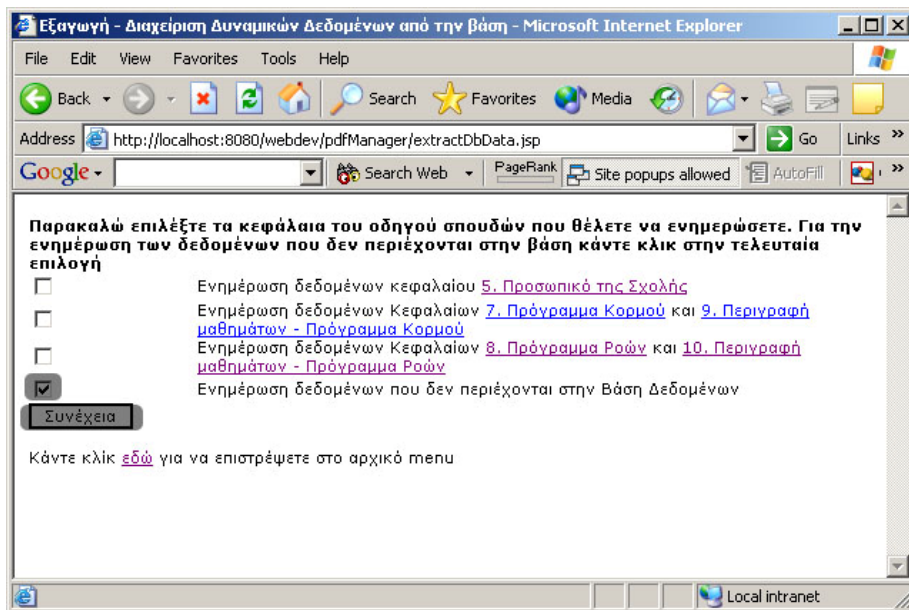 Εξαγωγή - Διαχείριση Δυναμικών Δεδομένων από την βάση - Microsoft Internet Explorer
File Edit View Favorites Tools Help
Back Search Favorites Media
Address http://localhost:8080/webdev/pdfManager/extractDbData.jsp Go Links »
Google Search Web PageRank Site popups allowed AutoFill »
Παρακαλώ επιλέξτε τα κεφάλαια του οδηγού σπουδών που θέλετε να ενημερώσετε. Για την
ενημέρωση των δεδομένων που δεν περιέχονται στην βάση κάντε κλικ στην τελευταία
επιλογή
Ενημέρωση δεδομένων κεφαλαίου 5. Προσωπικό της Σχολής
Ενημέρωση δεδομένων Κεφαλαίων 7. Πρόγραμμα Κορμού και 9. Περιγραφή
μαθημάτων - Πρόγραμμα Κορμού
Ενημέρωση δεδομένων Κεφαλαίων 8. Πρόγραμμα Ροών και 10. Περιγραφή
μαθημάτων - Πρόγραμμα Ροών
Ενημέρωση δεδομένων που δεν περιέχονται στην Βάση Δεδομένων
Συνέχεια
Κάντε κλίκ εδώ για να επιστρέψετε στο αρχικό menu
Local intranet